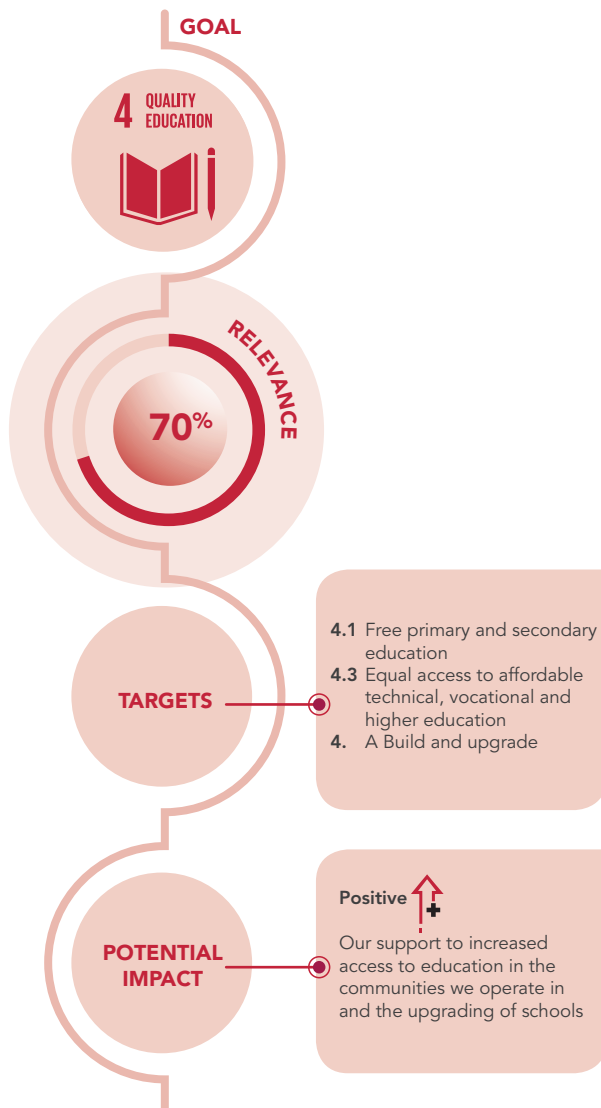 GOAL
4 QUALITY
EDUCATION
RELEVANCE
70%
TARGETS
4.1 Free primary and secondary
education
4.3 Equal access to affordable
technical, vocational and
higher education
4. A Build and upgrade
POTENTIAL
IMPACT
Positive
Our support to increased
access to education in the
communities we operate in
and the upgrading of schools